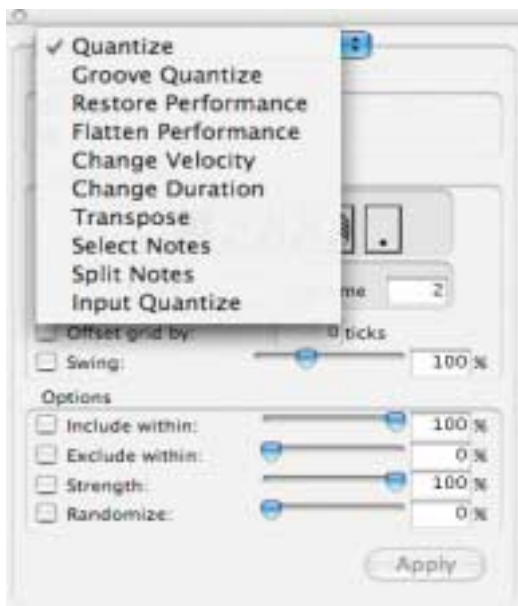 ✓ Quantize
Groove Quantize
Restore Performance
Flatten Performance
Change Velocity
Change Duration
Transpose
Select Notes
Split Notes
Input Quantize
me 2
Offset grid by: 0 ticks
Swing: 100 %
Options
Include within: 100 %
Exclude within: 0 %
Strength: 100 %
Randomize: 0 %
Apply